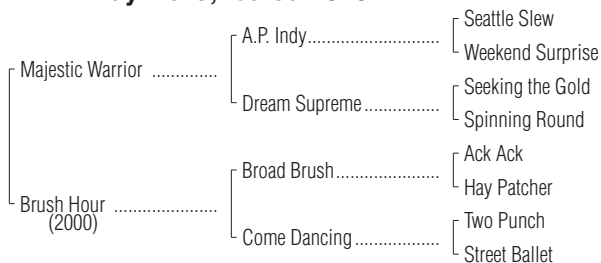 A.P. Indy
Seattle Slew
Weekend Surprise
Majestic Warrior
Dream Supreme
Seeking the Gold
Spinning Round
Broad Brush
Ack Ack
Hay Patcher
Brush Hour
(2000)
Come Dancing
Two Punch
Street Ballet